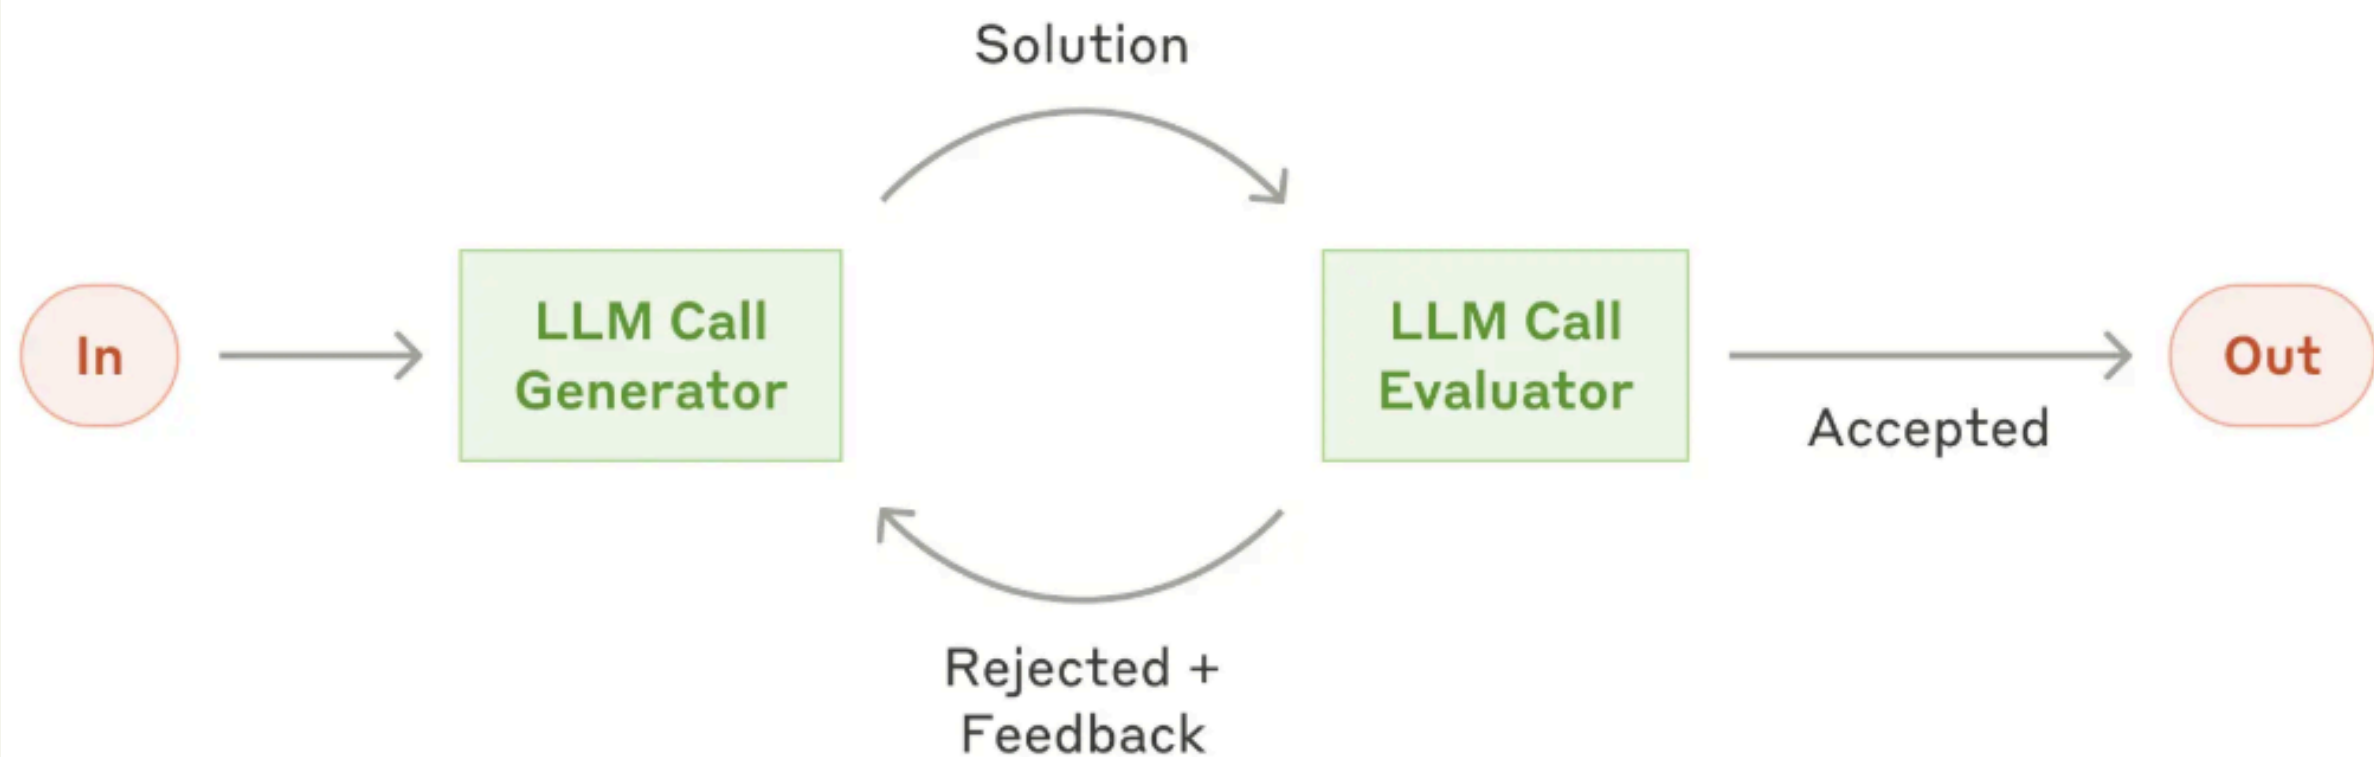 Solution
In
LLM Call
Generator
LLM Call
Evaluator
Out
Accepted
Rejected +
Feedback